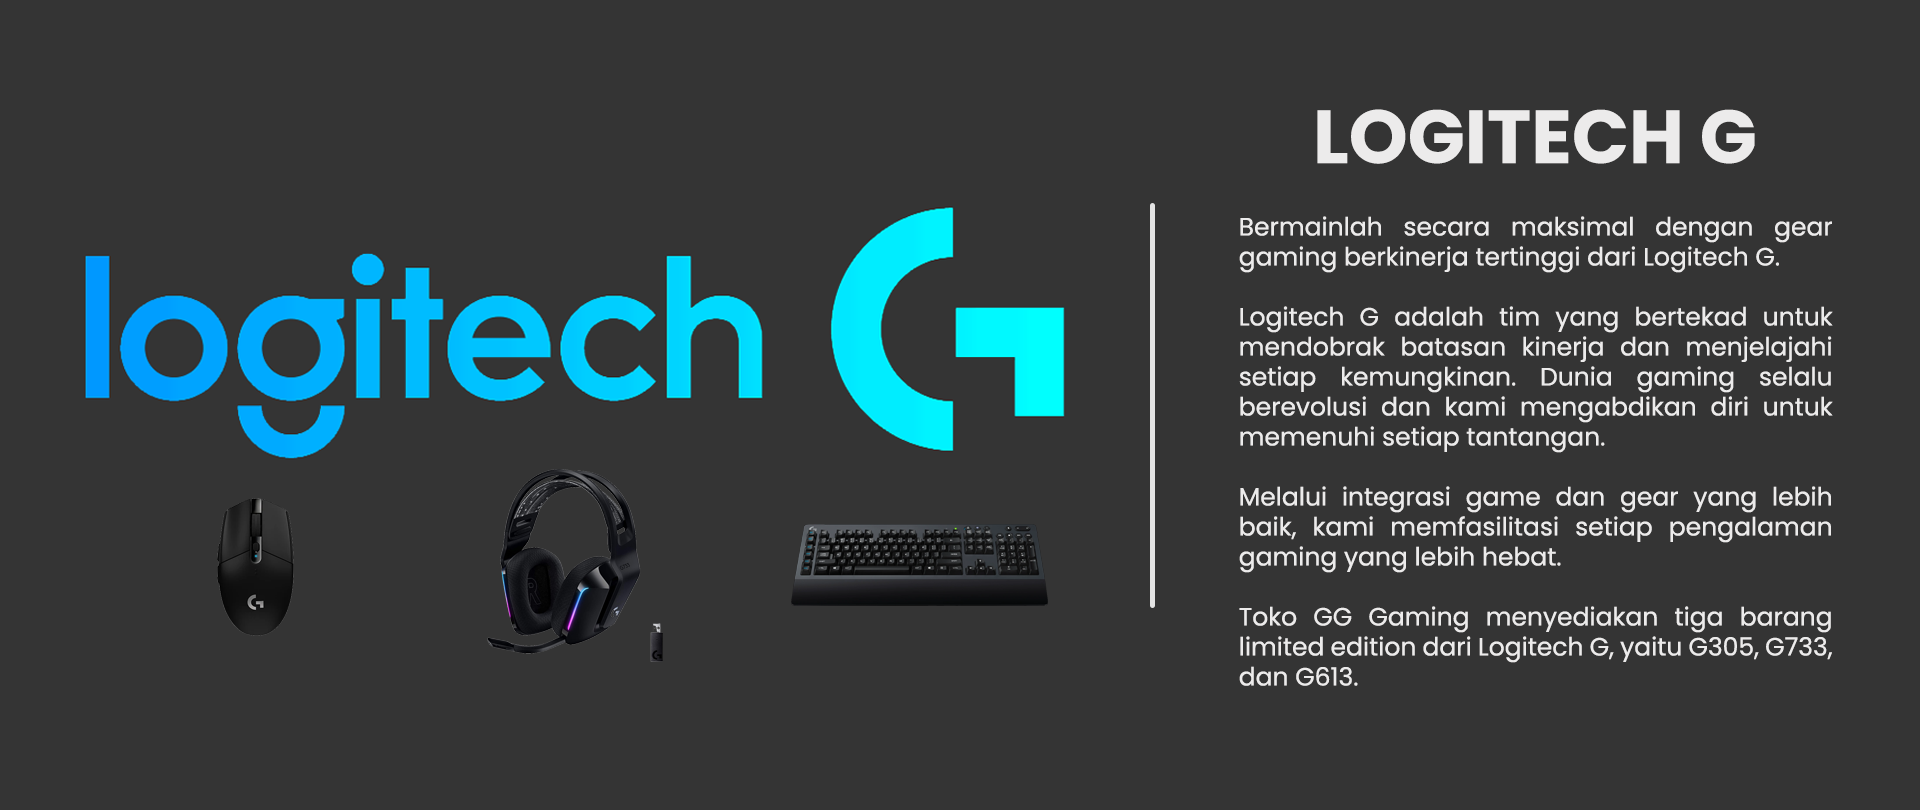 logitech G
LOGITECH G
Bermainlah secara maksimal dengan gear
gaming berkinerja tertinggi dari Logitech G.
Logitech G adalah tim yang bertekad untuk
mendobrak batasan kinerja dan menjelajahi
setiap kemungkinan. Dunia gaming selalu
berevolusi dan kami mengabdikan diri untuk
memenuhi setiap tantangan.
Melalui integrasi game dan gear yang lebih
baik, kami memfasilitasi setiap pengalaman
gaming yang lebih hebat.
Toko GG Gaming menyediakan tiga barang
limited edition dari Logitech G, yaitu G305, G733,
dan G613.